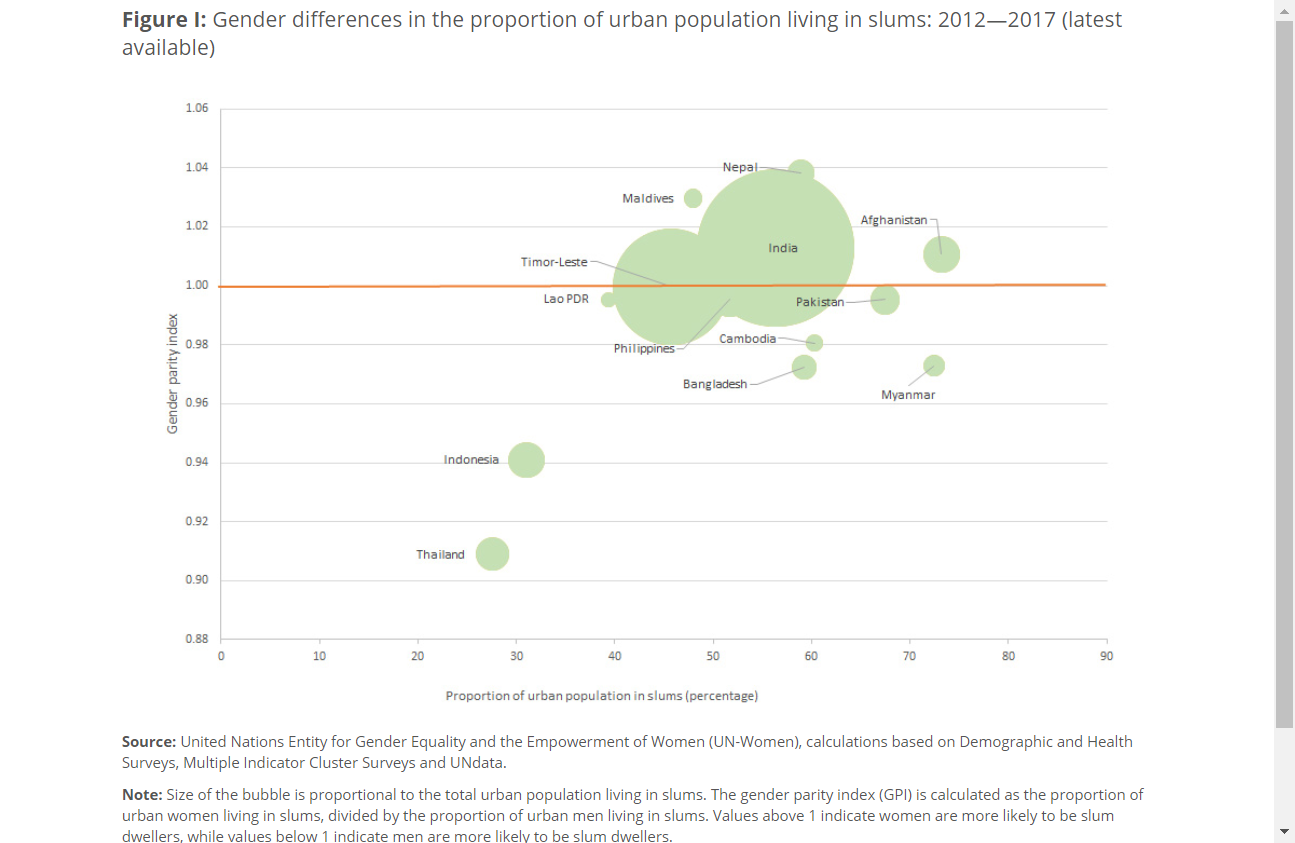 Figure I: Gender differences in the proportion of urban population living in slums: 2012—2017 (latest
available)
1.06
1.04
Nepal
Maldives
1.02
Afghanistan
India
Timor-Leste
1.00
Lao PDR
Pakistan
Philippines
Cambodia
0.98
Bangladesh
Myanmar
0.96
Gender parity index
0.94
Indonesia
0.92
Thailand
0.90
0.88
0 10 20 30 40 50 60 70 80 90
Proportion of urban population in slums (percentage)
Source: United Nations Entity for Gender Equality and the Empowerment of Women (UN-Women), calculations based on Demographic and Health
Surveys, Multiple Indicator Cluster Surveys and UNdata.
Note: Size of the bubble is proportional to the total urban population living in slums. The gender parity index (GPI) is calculated as the proportion of
urban women living in slums, divided by the proportion of urban men living in slums. Values above 1 indicate women are more likely to be slum
dwellers, while values below 1 indicate men are more likely to be slum dwellers.